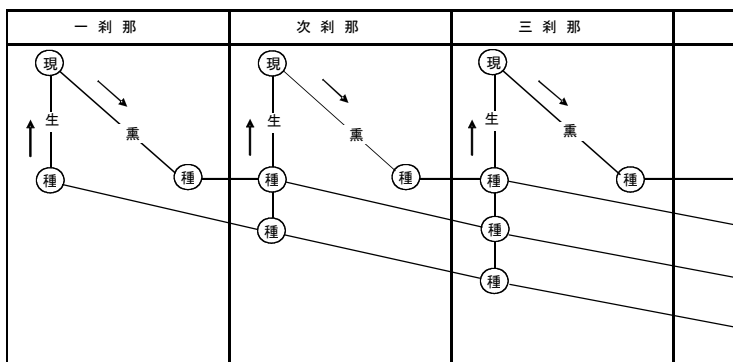 一刹那 次刹那 三刹那
現 現 現
生 生 生
熏 熏 熏
種 種 種 種 種 種
種 種
種